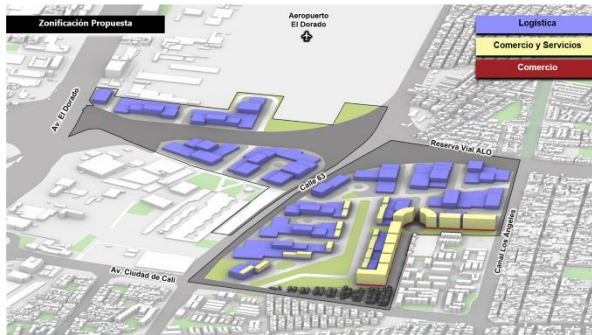 Zonificación Propuesta
Aeropuerto
El Dorado
Logística
Comercio y Servicios
Comercio
Av. El Dorado
Reserva Vial ALO
Calle 63
Canal Los Angeles
Av. Ciudad de Cali